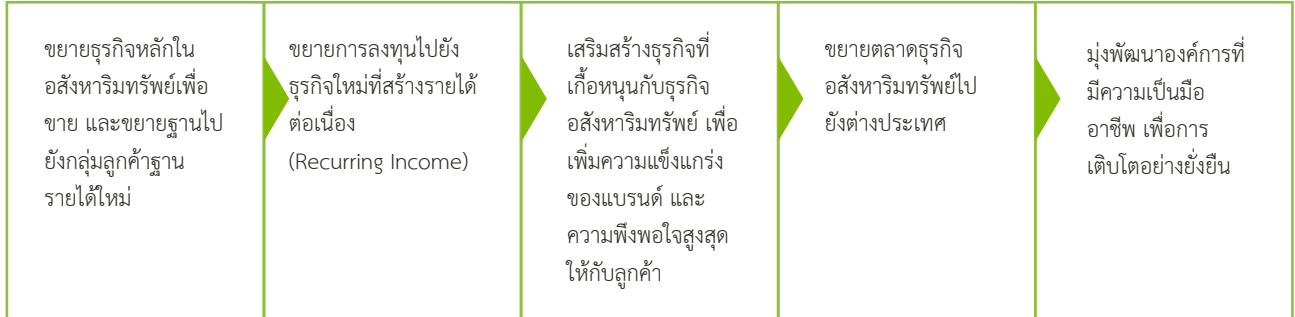 ขยายธุรกิจหลักใน
อสังหาริมทรัพย์เพื่อ
ขาย และขยายฐานไป
ยังกลุ่มลูกค้าฐาน
รายได้ใหม่
ขยายการลงทุนไปยัง
ธุรกิจใหม่ที่สร้างรายได้
ต่อเนื่อง
(Recurring Income)
เสริมสร้างธุรกิจที่
เกื้อหนุนกับธุรกิจ
อสังหาริมทรัพย์ เพื่อ
เพิ่มความแข็งแกร่ง
ของแบรนด์ และ
ความพึงพอใจสูงสุด
ให้กับลูกค้า
ขยายตลาดธุรกิจ
อสังหาริมทรัพย์ไป
ยังต่างประเทศ
มุ่งพัฒนาองค์การที่
มีความเป็นมือ
อาชีพ เพื่อการ
เติบโตอย่างยั่งยืน